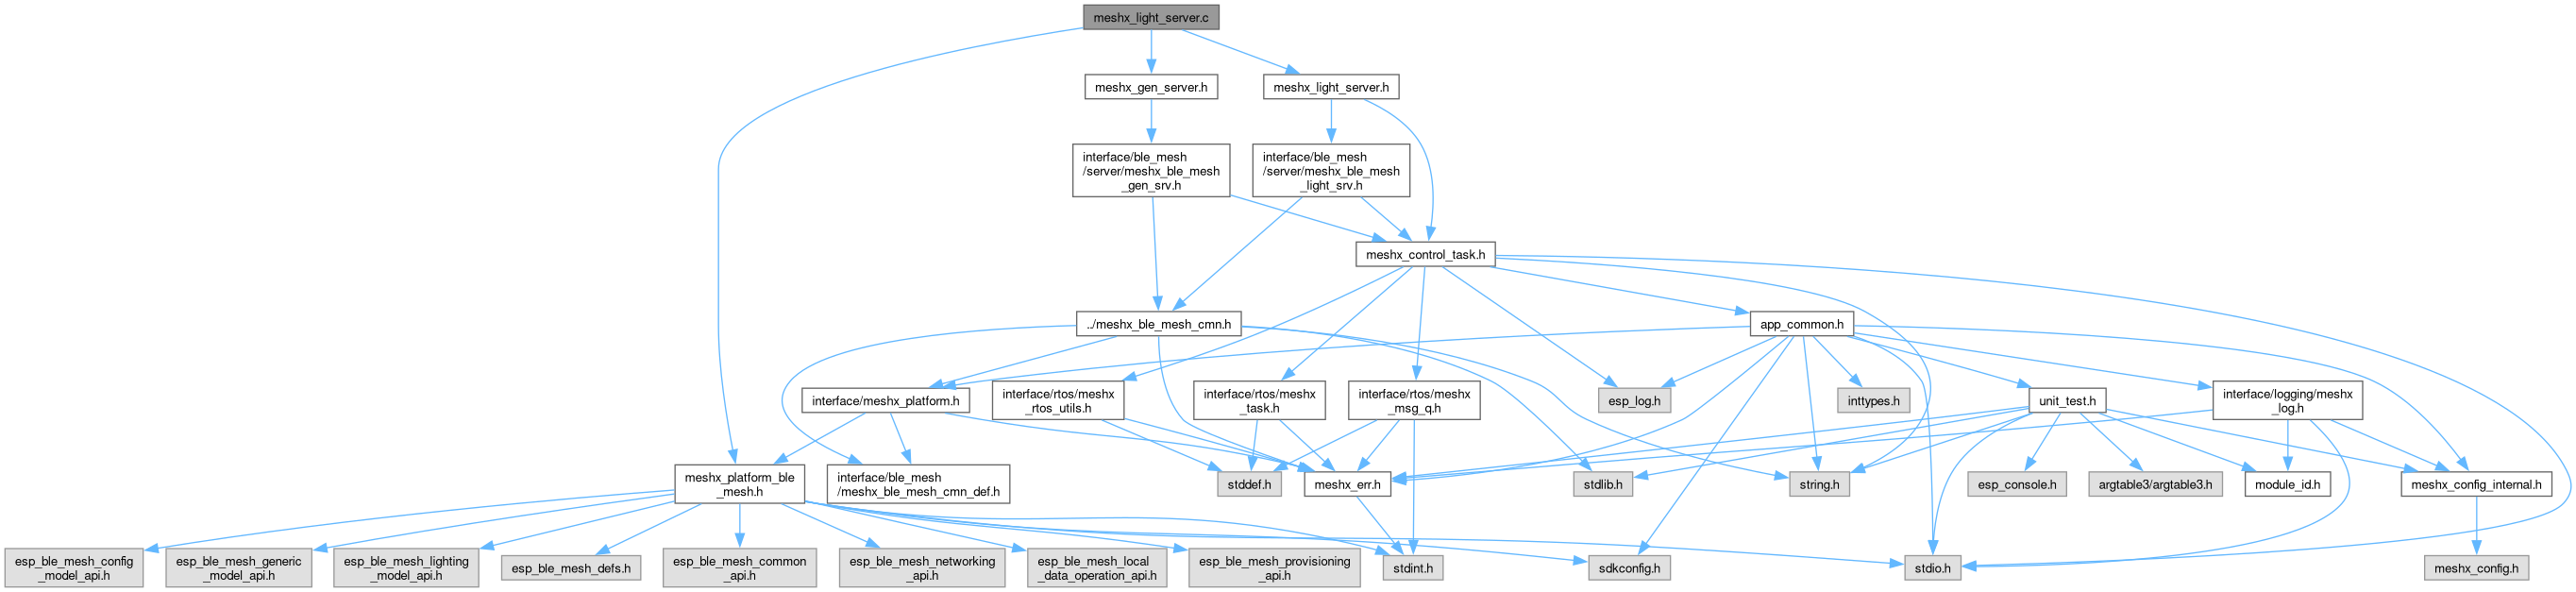 meshx_light_server.c
meshx_gen_server.h
meshx_light_server.h
interface/ble_mesh
/server/meshx_ble_mesh
_gen_srv.h
interface/ble_mesh
/server/meshx_ble_mesh
_light_srv.h
meshx_control_task.h
../meshx_ble_mesh_cmn.h
app_common.h
interface/meshx_platform.h
interface/rtos/meshx
_rtos_utils.h
interface/rtos/meshx
_task.h
interface/rtos/meshx
_msg_q.h
esp_log.h
inttypes.h
unit_test.h
interface/logging/meshx
_log.h
meshx_platform_ble
_mesh.h
interface/ble_mesh
/meshx_ble_mesh_cmn_def.h
stddef.h
meshx_err.h
stdlib.h
string.h
esp_console.h
argtable3/argtable3.h
module_id.h
meshx_config_internal.h
esp_ble_mesh_config
_model_api.h
esp_ble_mesh_generic
_model_api.h
esp_ble_mesh_lighting
_model_api.h
esp_ble_mesh_defs.h
esp_ble_mesh_common
_api.h
esp_ble_mesh_networking
_api.h
esp_ble_mesh_local
_data_operation_api.h
esp_ble_mesh_provisioning
_api.h
stdint.h
sdkconfig.h
stdio.h
meshx_config.h